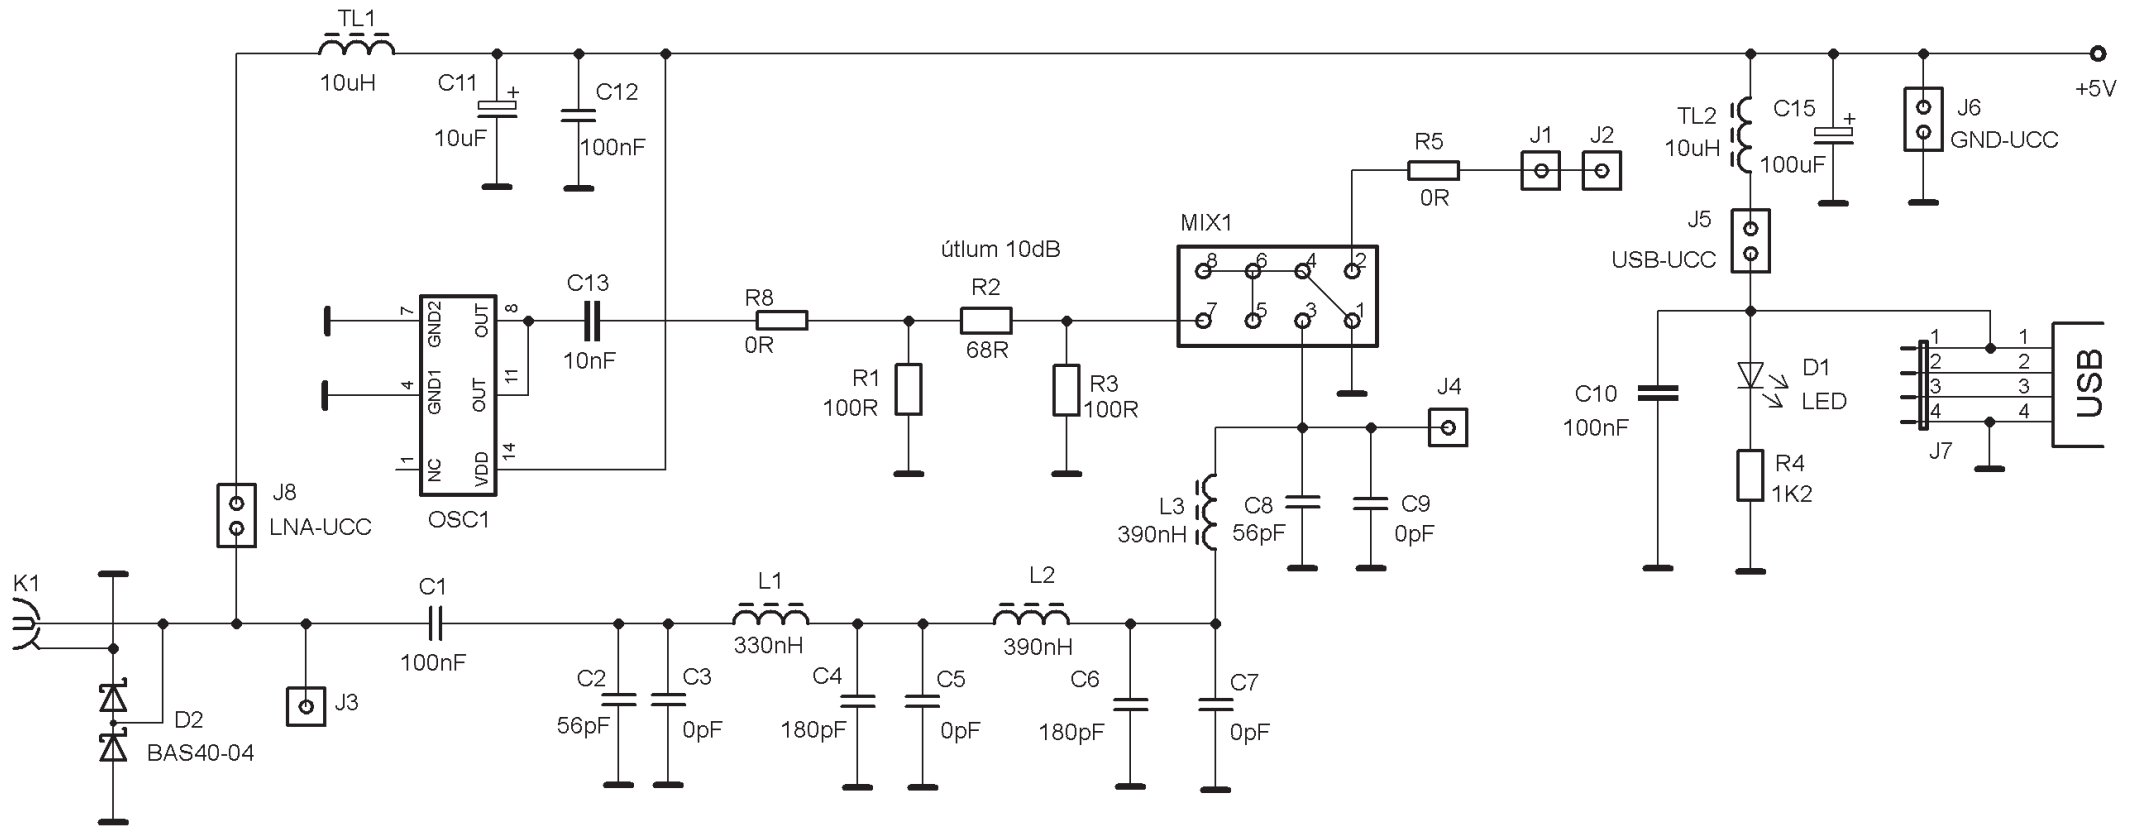 TL1
10uH
C11
+
10uF
C12
100nF
TL2
10uH
C15
+
100uF
J6
GND-UCC
+5V
R5
0R
J1
J2
MIX1
8
6
4
2
7
5
3
1
J5
USB-UCC
útlum 10dB
C13
10nF
R8
0R
R2
68R
R1
100R
R3
100R
7
GND2
OUT
8
4
GND1
OUT
11
1
NC
VDD
14
OSC1
J4
C10
100nF
D1
LED
R4
1K2
1
2
3
4
1
2
3
4
USB
J7
J8
LNA-UCC
L3
390nH
C8
56pF
C9
0pF
K1
C1
100nF
L1
330nH
L2
390nH
J3
D2
BAS40-04
C2
56pF
C3
0pF
C4
180pF
C5
0pF
C6
180pF
C7
0pF